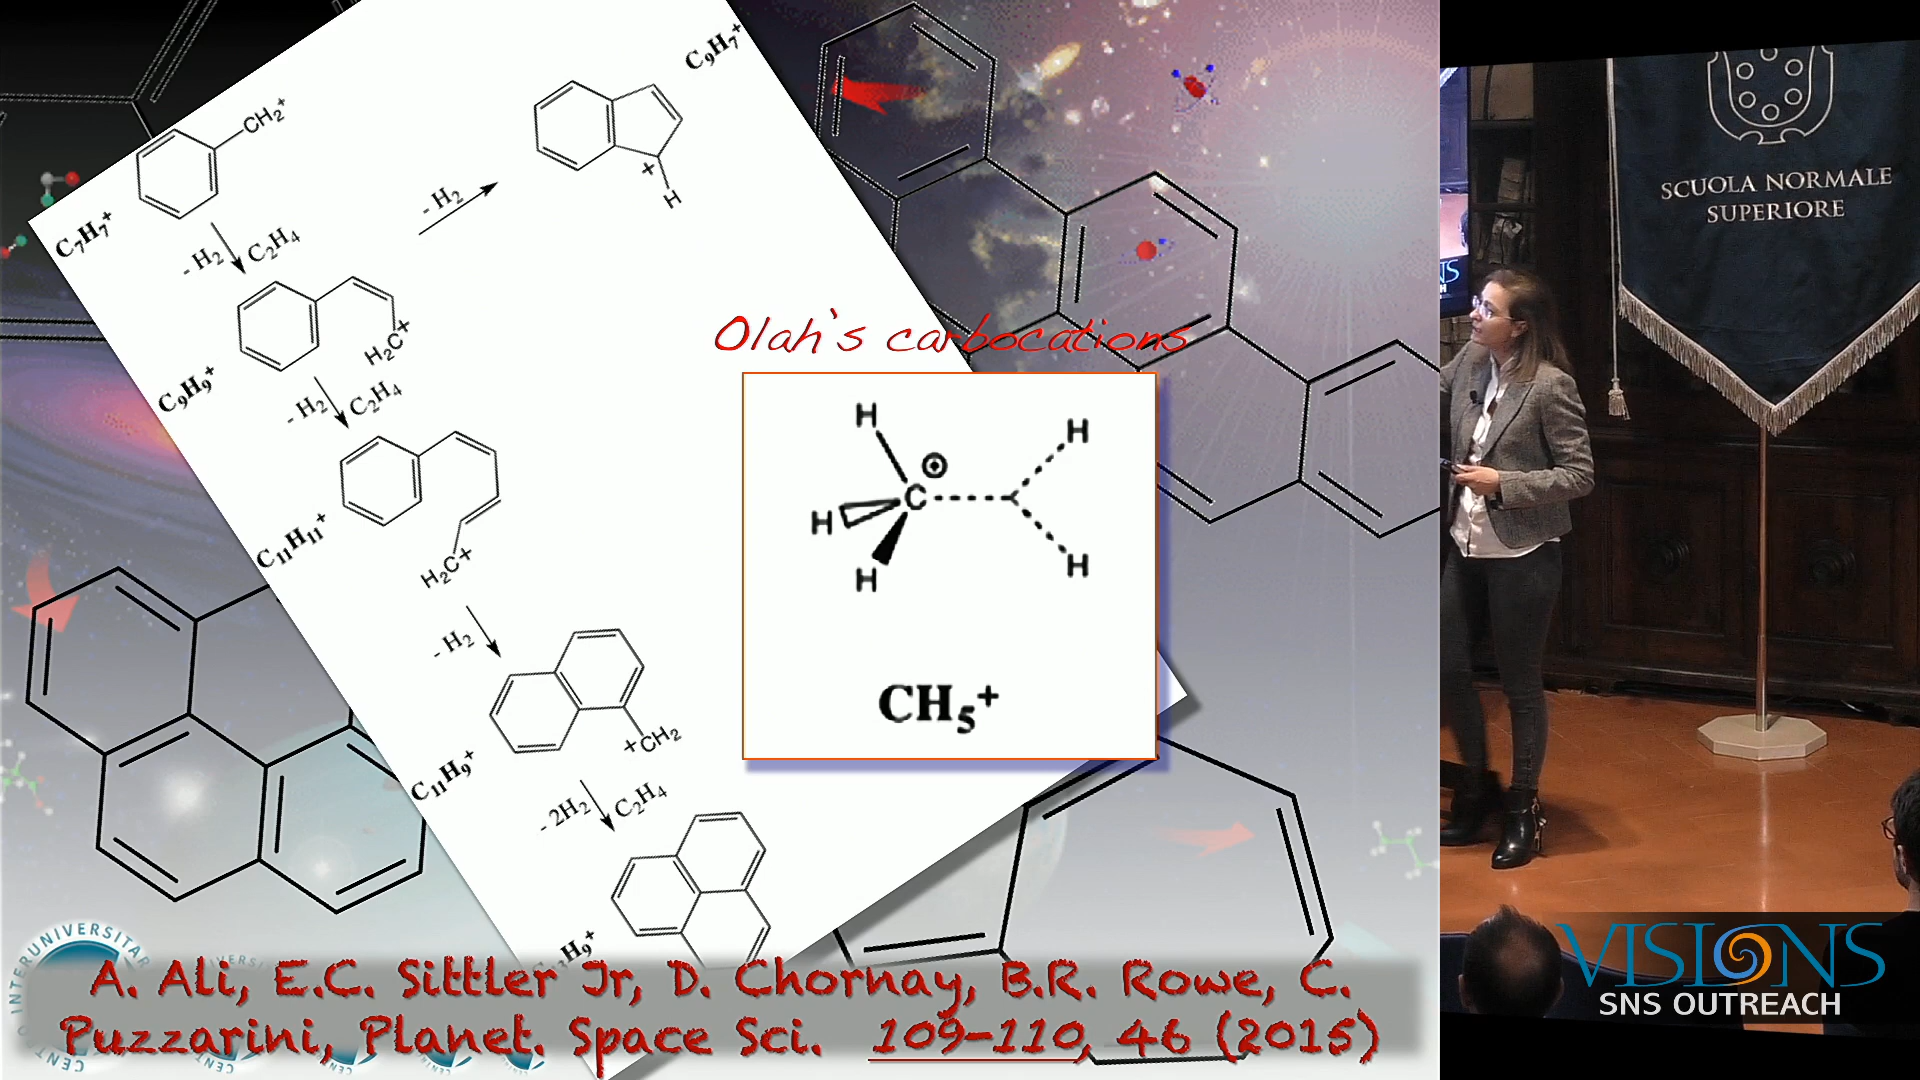 C₉H₇⁺
CH₂⁺
- H₂
+
H
C₇H₇⁺
- H₂ C₂H₄
H₂C+
C₉H₉⁺
- H₂ C₂H₄
C₁₁H₁₁⁺
H₂C+
- H₂
+CH₂
C₁₁H₉⁺
- 2H₂ C₂H₄
H₉⁺
Olah's carbocations
H
H
⊕
C
H
H
H
CH₅⁺
A. Ali, E.C. Sittler Jr, D. Chornay, B.R. Rowe, C.
Puzzarini, Planet. Space Sci. 109-110, 46 (2015)
INTERUNIVERSITAR
SCUOLA NORMALE
SUPERIORE
VISIONS
SNS OUTREACH